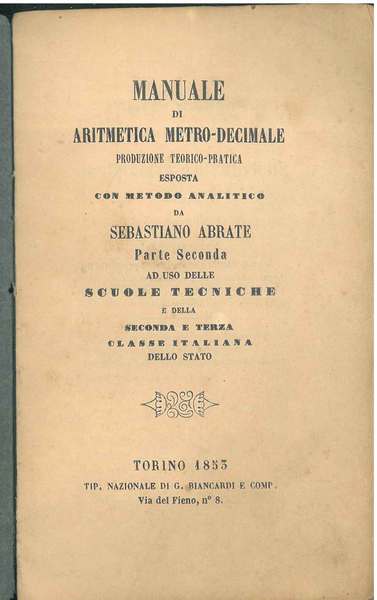 MANUALE
DI
ARITMETICA METRO-DECIMALE
PRODUZIONE TEORICO-PRATICA
ESPOSTA
CON METODO ANALITICO
DA
SEBASTIANO ABRATE
Parte Seconda
AD USO DELLE
SCUOLE TECNICHE
E DELLA
SECONDA E TERZA
CLASSE ITALIANA
DELLO STATO
TORINO 1853
TIP. NAZIONALE DI G. BIANCARDI E COMP.
Via del Fieno, nº 8.